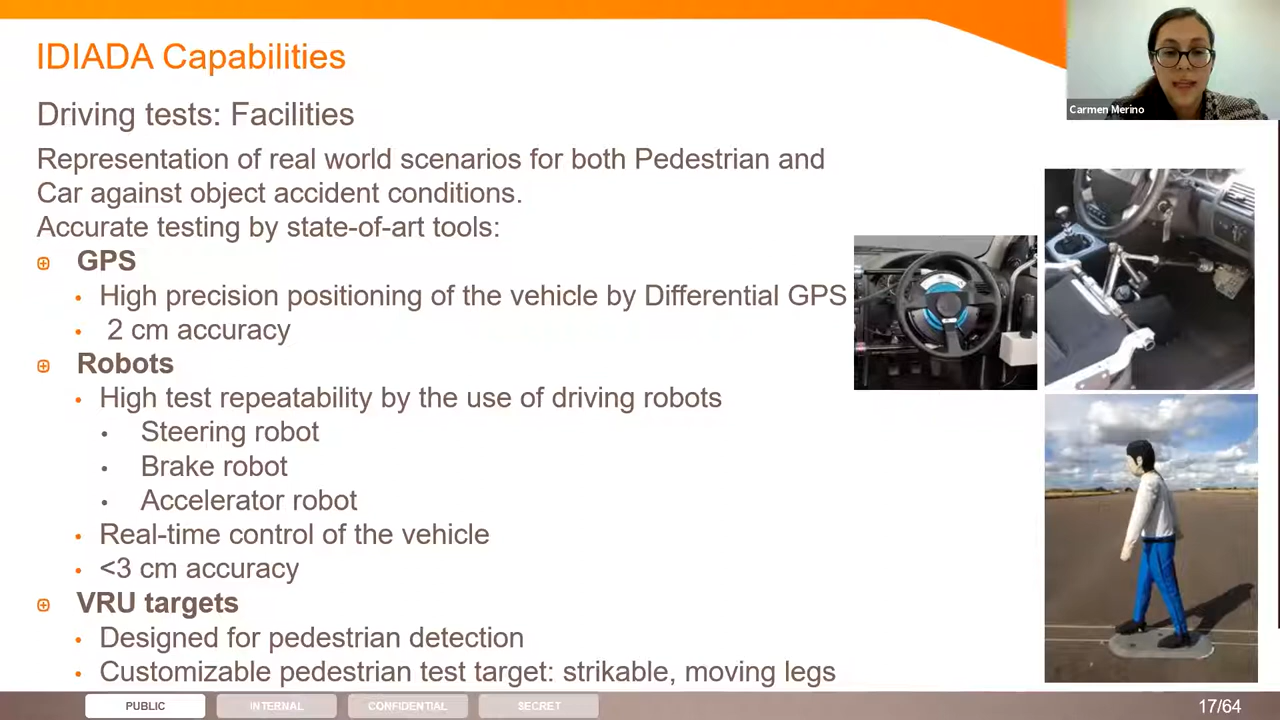 IDIADA Capabilities
Carmen Merino
Driving tests: Facilities
Representation of real world scenarios for both Pedestrian and
Car against object accident conditions.
Accurate testing by state-of-art tools:
GPS
• High precision positioning of the vehicle by Differential GPS
• 2 cm accuracy
Robots
• High test repeatability by the use of driving robots
• Steering robot
• Brake robot
• Accelerator robot
• Real-time control of the vehicle
• <3 cm accuracy
VRU targets
• Designed for pedestrian detection
• Customizable pedestrian test target: strikable, moving legs
PUBLIC
INTERNAL
CONFIDENTIAL
SECRET
17/64